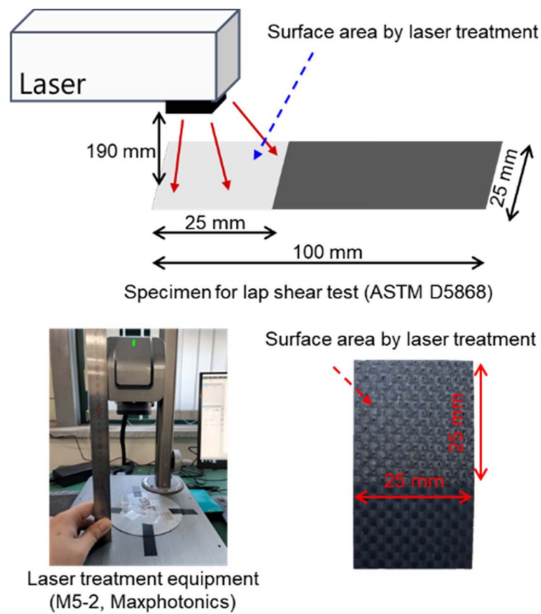 Surface area by laser treatment
Laser
190 mm
25 mm
25 mm
100 mm
Specimen for lap shear test (ASTM D5868)
Surface area by laser treatment
25 mm
25 mm
Laser treatment equipment
(M5-2, Maxphotonics)